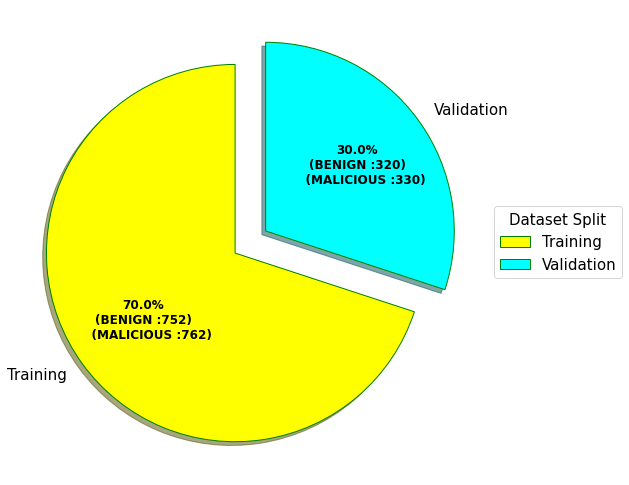 Validation
30.0%
(BENIGN :320)
(MALICIOUS :330)
Dataset Split
Training
Validation
70.0%
(BENIGN :752)
(MALICIOUS :762)
Training